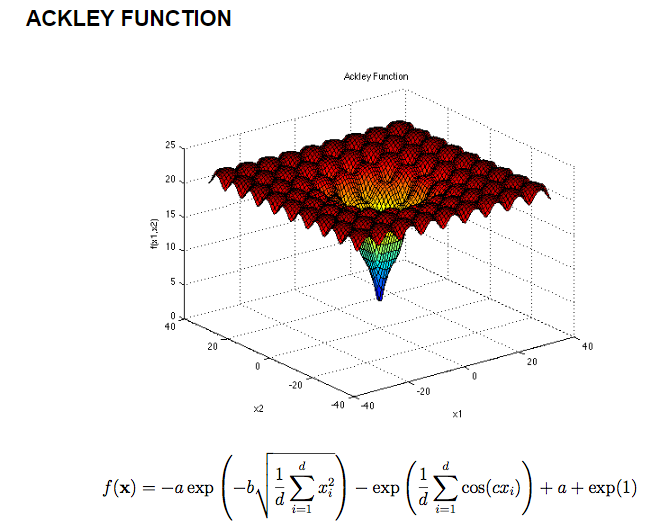 ACKLEY FUNCTION
Ackley Function
25
20
15
10
5
0
f(x1,x2)
40
20
0
-20
-40
x2
-40
-20
0
20
40
x1
f(x) = −a exp (−b√(1/d ∑_{i=1}^{d} x_i^2)) − exp (1/d ∑_{i=1}^{d} cos(cx_i)) + a + exp(1)